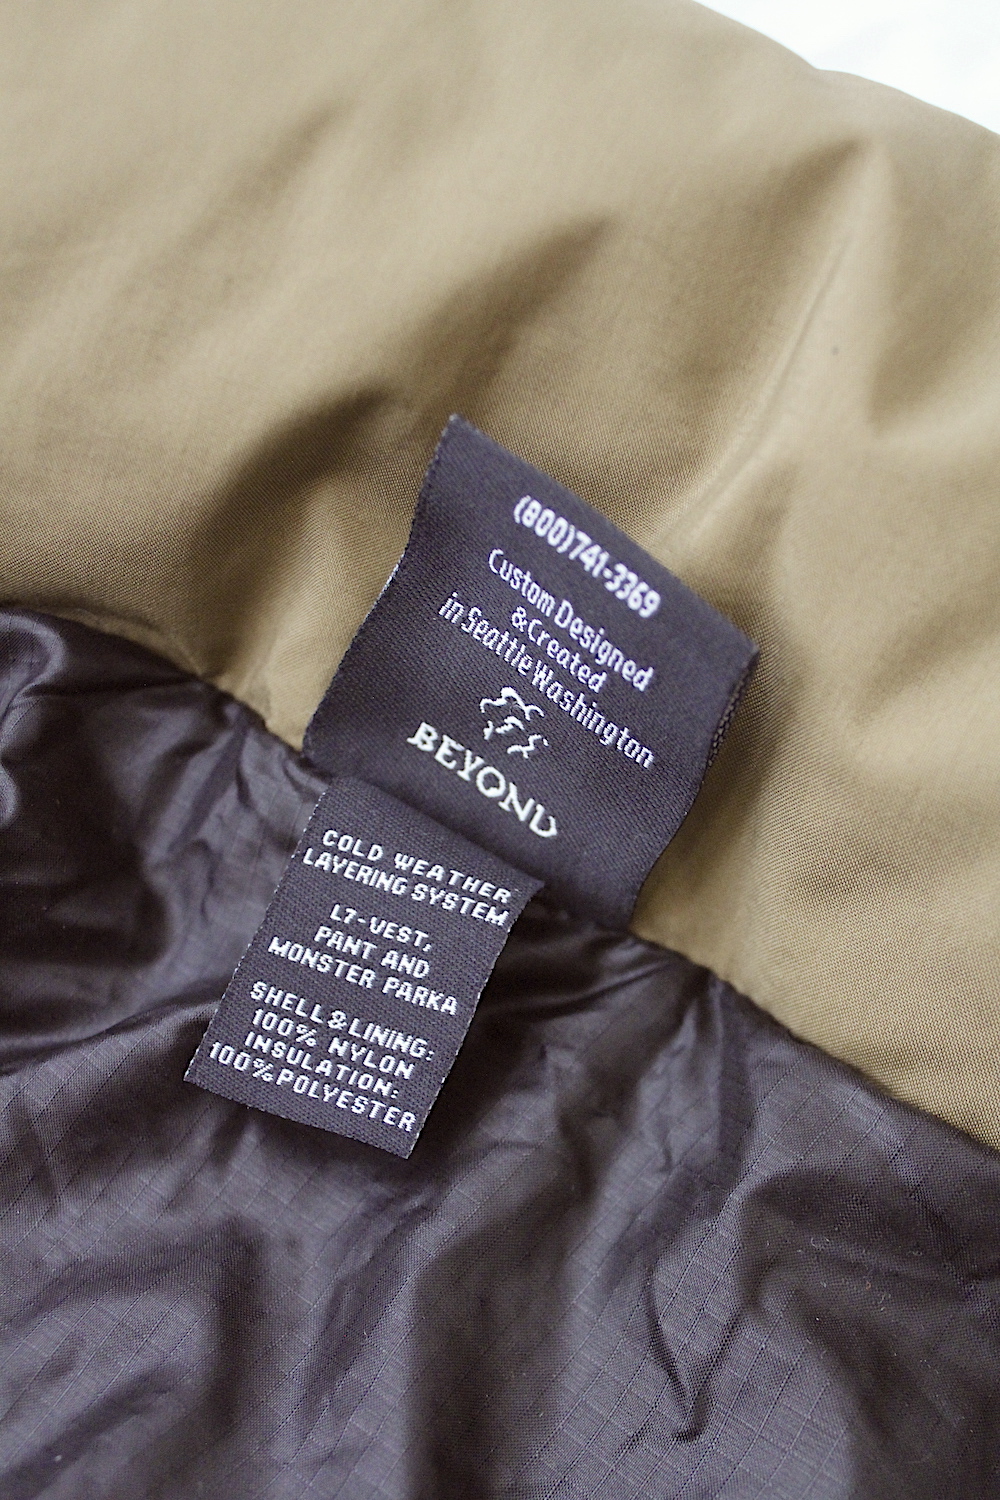 (800)741-3369
Custom Designed
&Created
in Seattle Washington
BEYOND
COLD WEATHER
LAYERING SYSTEM
L7-VEST,
PANT AND
MONSTER PARKA
SHELL & LINING:
100% NYLON
INSULATION:
100% POLYESTER